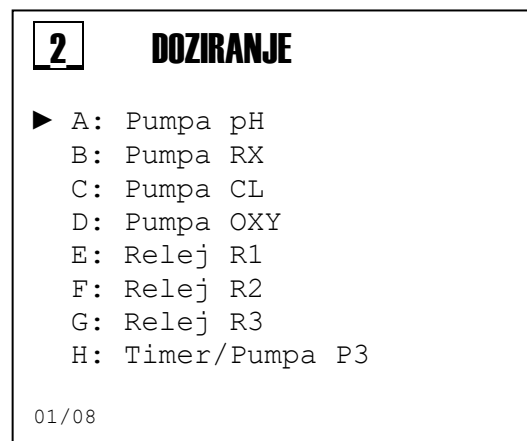 2 DOZIRANJE
► A: Pumpa pH
B: Pumpa RX
C: Pumpa CL
D: Pumpa OXY
E: Relej R1
F: Relej R2
G: Relej R3
H: Timer/Pumpa P3
01/08